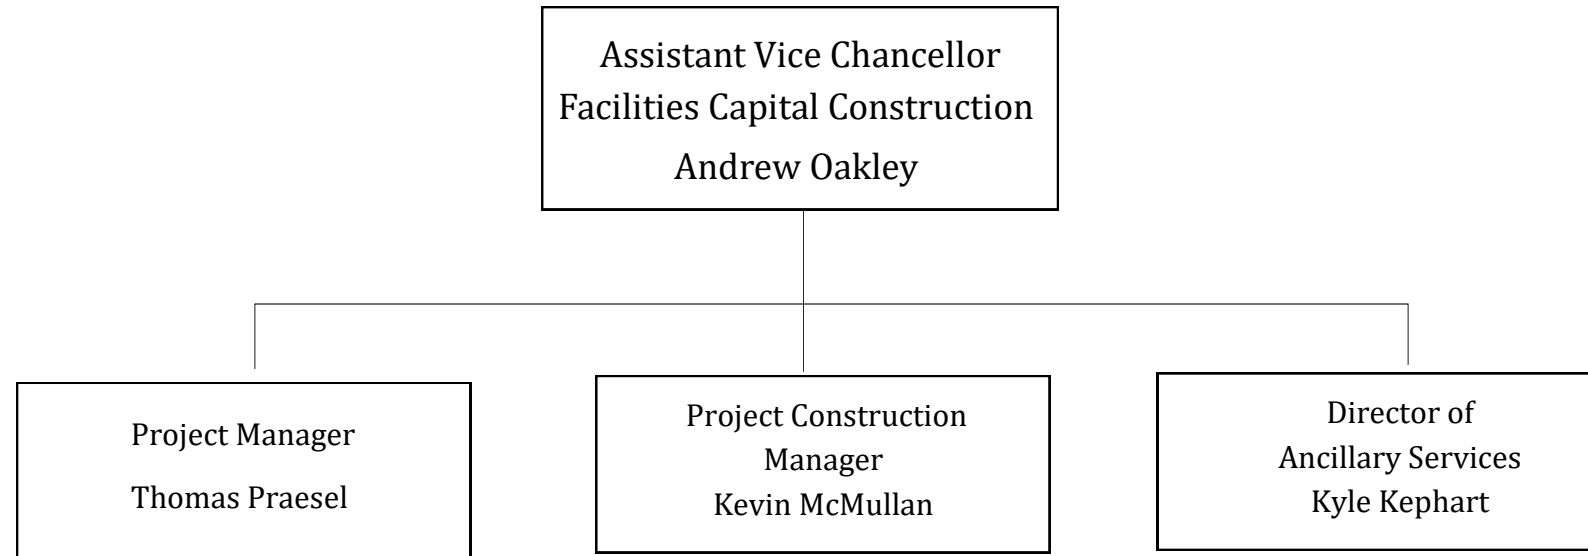 Assistant Vice Chancellor
Facilities Capital Construction
Andrew Oakley
Project Manager
Thomas Praesel
Project Construction
Manager
Kevin McMullan
Director of
Ancillary Services
Kyle Kephart